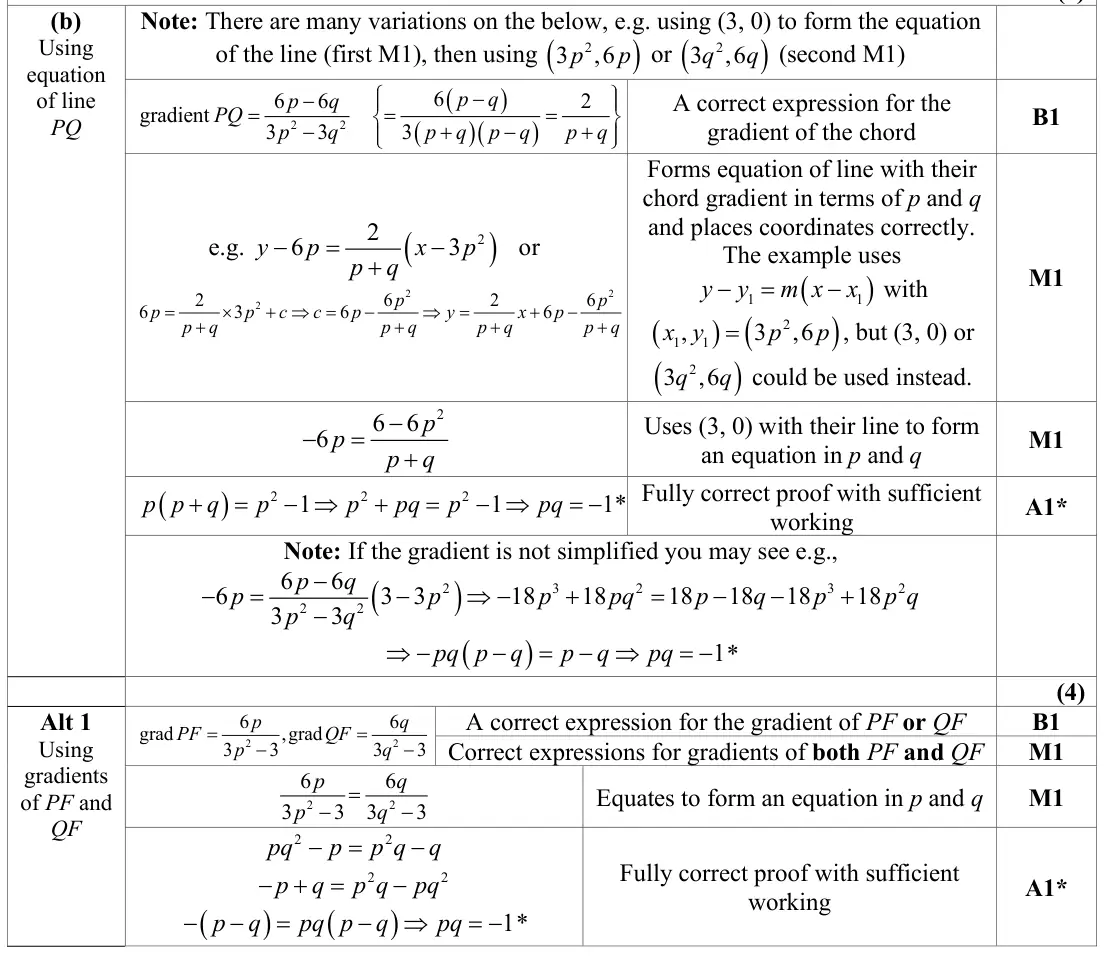 (b)
Using
equation
of line
PQ
Note: There are many variations on the below, e.g. using (3, 0) to form the equation
of the line (first M1), then using (3p²,6p) or (3q²,6q) (second M1)
gradient PQ = (6p − 6q)/(3p² − 3q²) { = 6(p − q)/(3(p + q)(p − q)) = 2/(p + q) }
A correct expression for the
gradient of the chord
B1
e.g. y − 6p = 2/(p + q) (x − 3p²) or
6p = 2/(p + q) × 3p² + c ⇒ c = 6p − 6p²/(p + q) ⇒ y = 2/(p + q) x + 6p − 6p²/(p + q)
Forms equation of line with their
chord gradient in terms of p and q
and places coordinates correctly.
The example uses
y − y₁ = m(x − x₁) with
(x₁, y₁) = (3p²,6p), but (3, 0) or
(3q²,6q) could be used instead.
M1
−6p = (6 − 6p²)/(p + q)
Uses (3, 0) with their line to form
an equation in p and q
M1
p(p + q) = p² − 1 ⇒ p² + pq = p² − 1 ⇒ pq = −1*
Fully correct proof with sufficient
working
A1*
Note: If the gradient is not simplified you may see e.g.,
−6p = (6p − 6q)/(3p² − 3q²) (3 − 3p²) ⇒ −18p³ + 18pq² = 18p − 18q − 18p³ + 18p²q
⇒ −pq(p − q) = p − q ⇒ pq = −1*
(4)
Alt 1
Using
gradients
of PF and
QF
grad PF = 6p/(3p² − 3), grad QF = 6q/(3q² − 3)
A correct expression for the gradient of PF or QF
B1
Correct expressions for gradients of both PF and QF
M1
6p/(3p² − 3) = 6q/(3q² − 3)
Equates to form an equation in p and q
M1
pq² − p = p²q − q
−p + q = p²q − pq²
−(p − q) = pq(p − q) ⇒ pq = −1*
Fully correct proof with sufficient
working
A1*